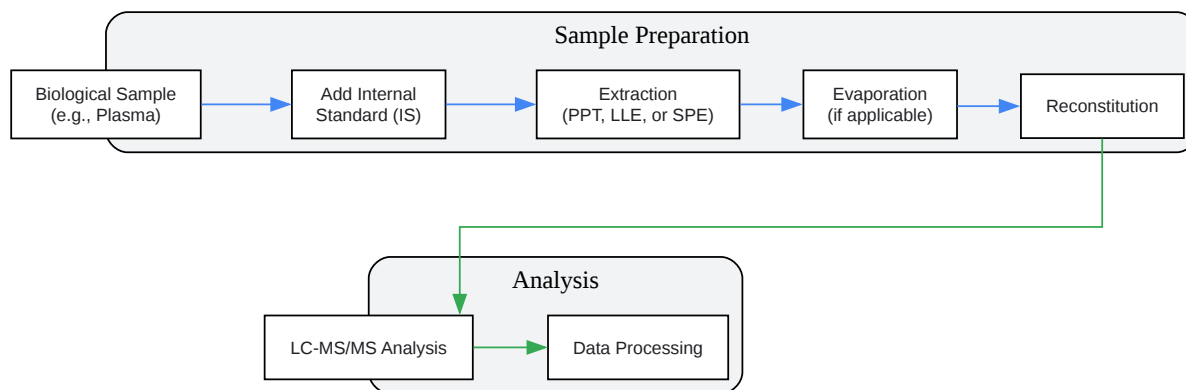 Sample Preparation
Biological Sample
(e.g., Plasma)
Add Internal
Standard (IS)
Extraction
(PPT, LLE, or SPE)
Evaporation
(if applicable)
Reconstitution
Analysis
LC-MS/MS Analysis
Data Processing